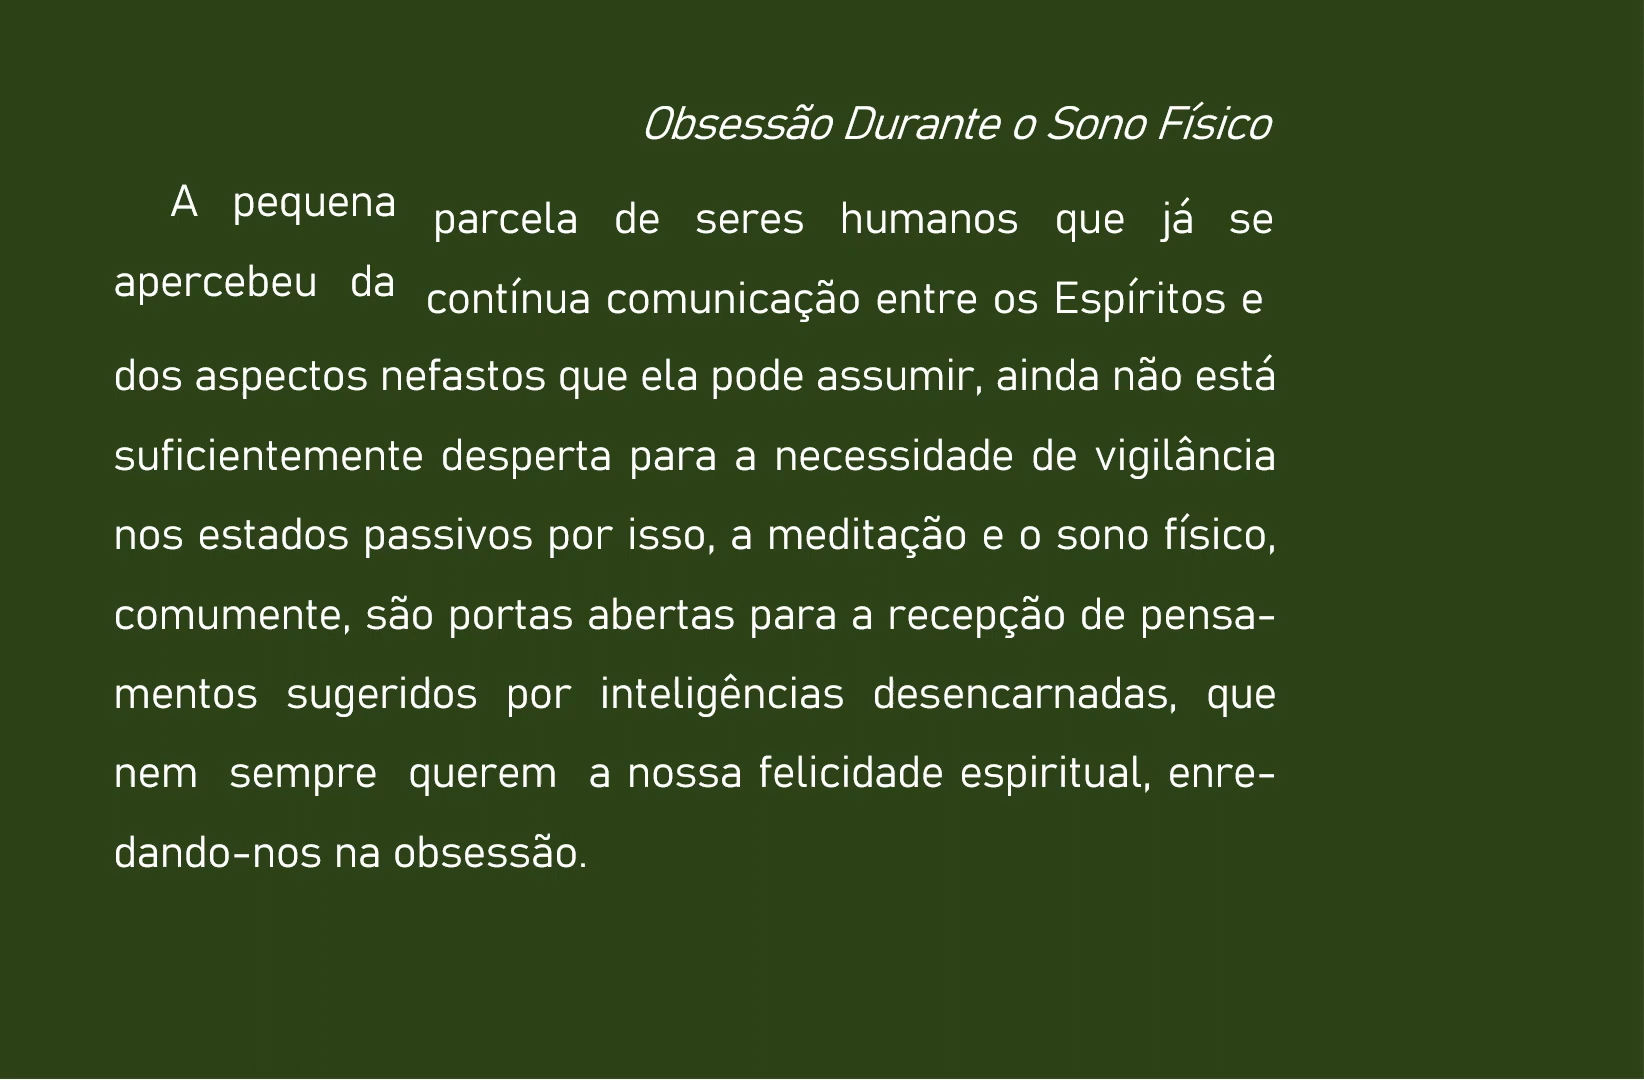 Obsessão Durante o Sono Físico
A pequena parcela de seres humanos que já se
apercebeu da contínua comunicação entre os Espíritos e
dos aspectos nefastos que ela pode assumir, ainda não está
suficientemente desperta para a necessidade de vigilância
nos estados passivos por isso, a meditação e o sono físico,
comumente, são portas abertas para a recepção de pensa-
mentos sugeridos por inteligências desencarnadas, que
nem sempre querem a nossa felicidade espiritual, enre-
dando-nos na obsessão.